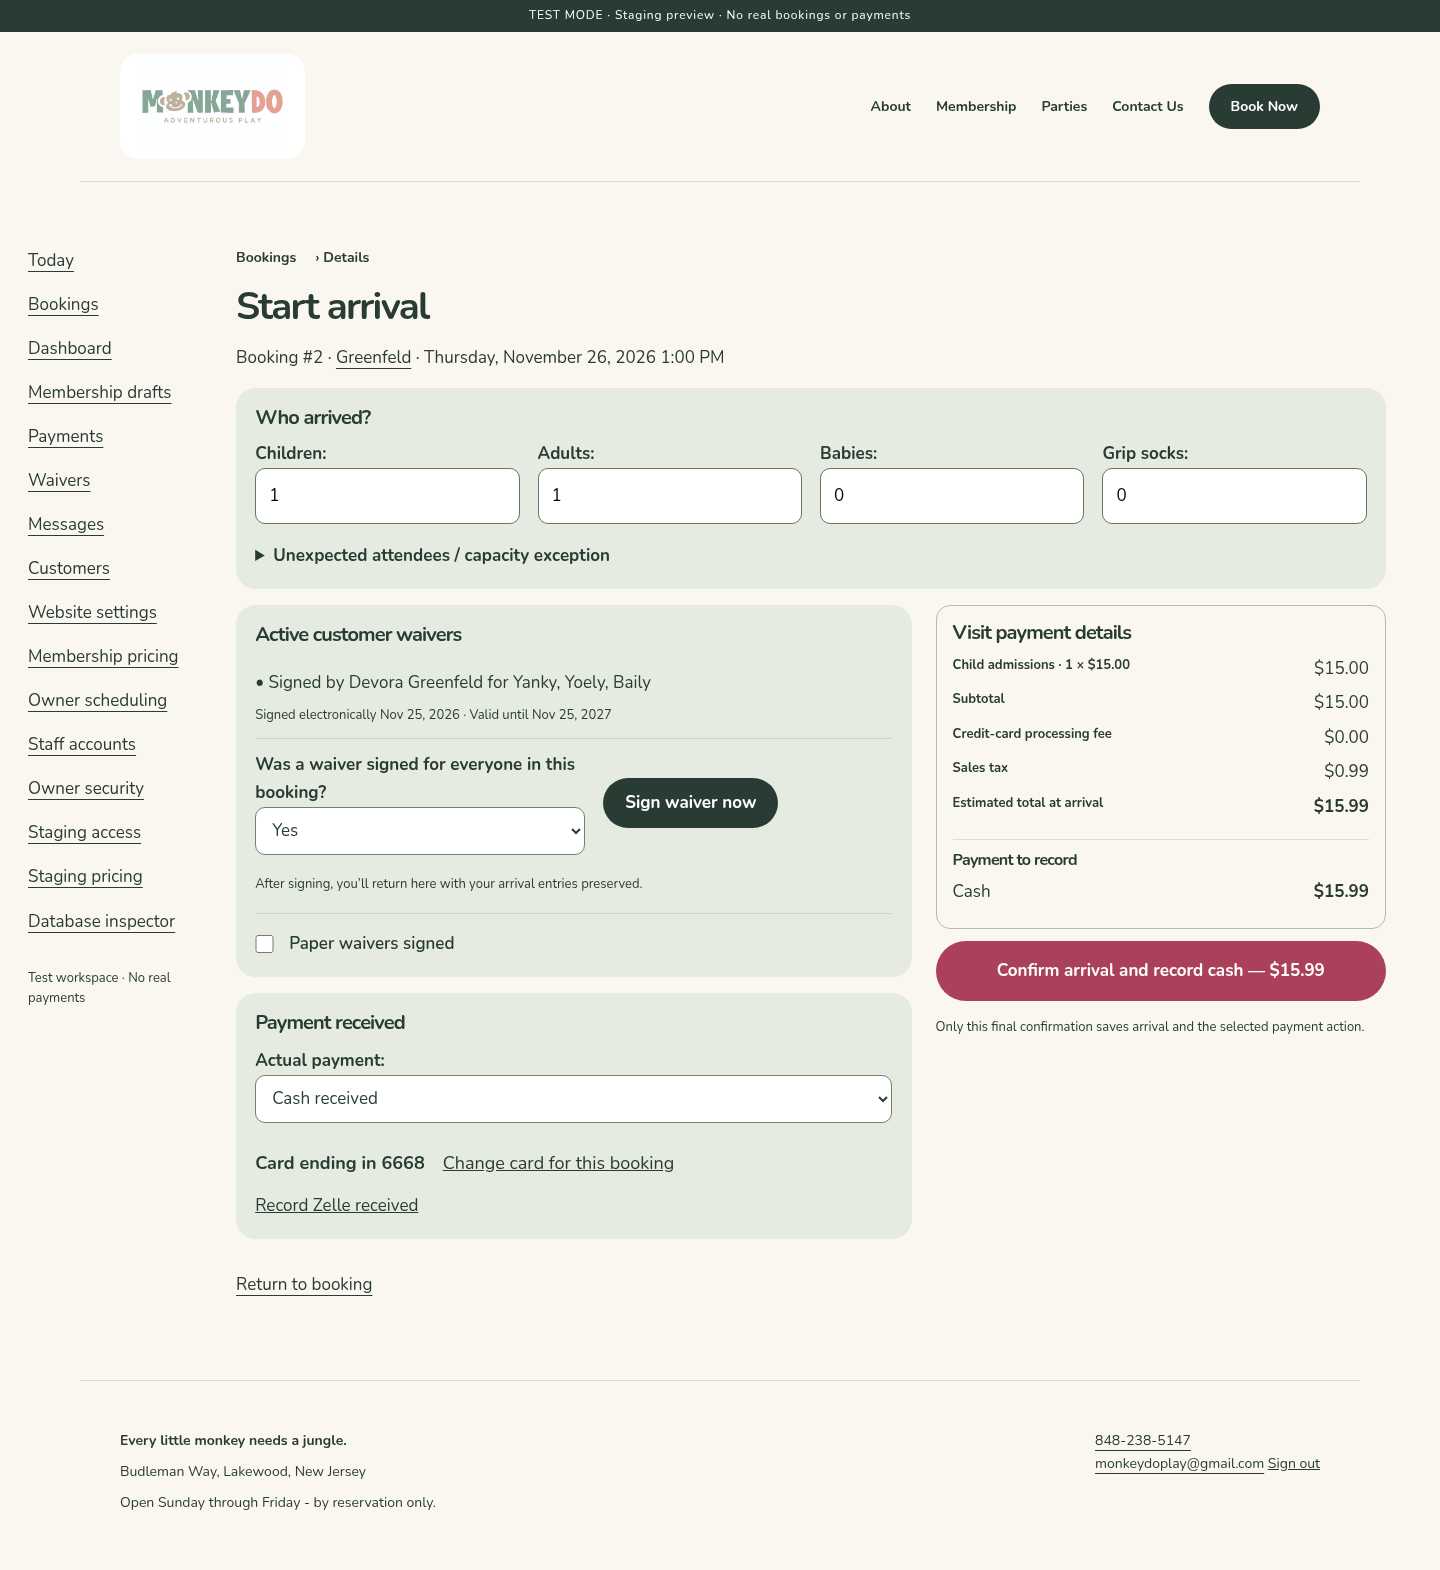 TEST MODE · Staging preview · No real bookings or payments
MONKEYDO
ADVENTUROUS PLAY
About Membership Parties Contact Us Book Now
Today
Bookings
Dashboard
Membership drafts
Payments
Waivers
Messages
Customers
Website settings
Membership pricing
Owner scheduling
Staff accounts
Owner security
Staging access
Staging pricing
Database inspector
Test workspace · No real
payments
Bookings › Details
Start arrival
Booking #2 · Greenfeld · Thursday, November 26, 2026 1:00 PM
Who arrived?
Children: Adults: Babies: Grip socks:
1 1 0 0
▶ Unexpected attendees / capacity exception
Active customer waivers
• Signed by Devora Greenfeld for Yanky, Yoely, Baily
Signed electronically Nov 25, 2026 · Valid until Nov 25, 2027
Was a waiver signed for everyone in this
booking?
Yes
Sign waiver now
After signing, you’ll return here with your arrival entries preserved.
Paper waivers signed
Payment received
Actual payment:
Cash received
Card ending in 6668 Change card for this booking
Record Zelle received
Visit payment details
Child admissions · 1 × $15.00 $15.00
Subtotal $15.00
Credit-card processing fee $0.00
Sales tax $0.99
Estimated total at arrival $15.99
Payment to record
Cash $15.99
Confirm arrival and record cash — $15.99
Only this final confirmation saves arrival and the selected payment action.
Return to booking
Every little monkey needs a jungle.
Budleman Way, Lakewood, New Jersey
Open Sunday through Friday - by reservation only.
848-238-5147
monkeydoplay@gmail.com Sign out